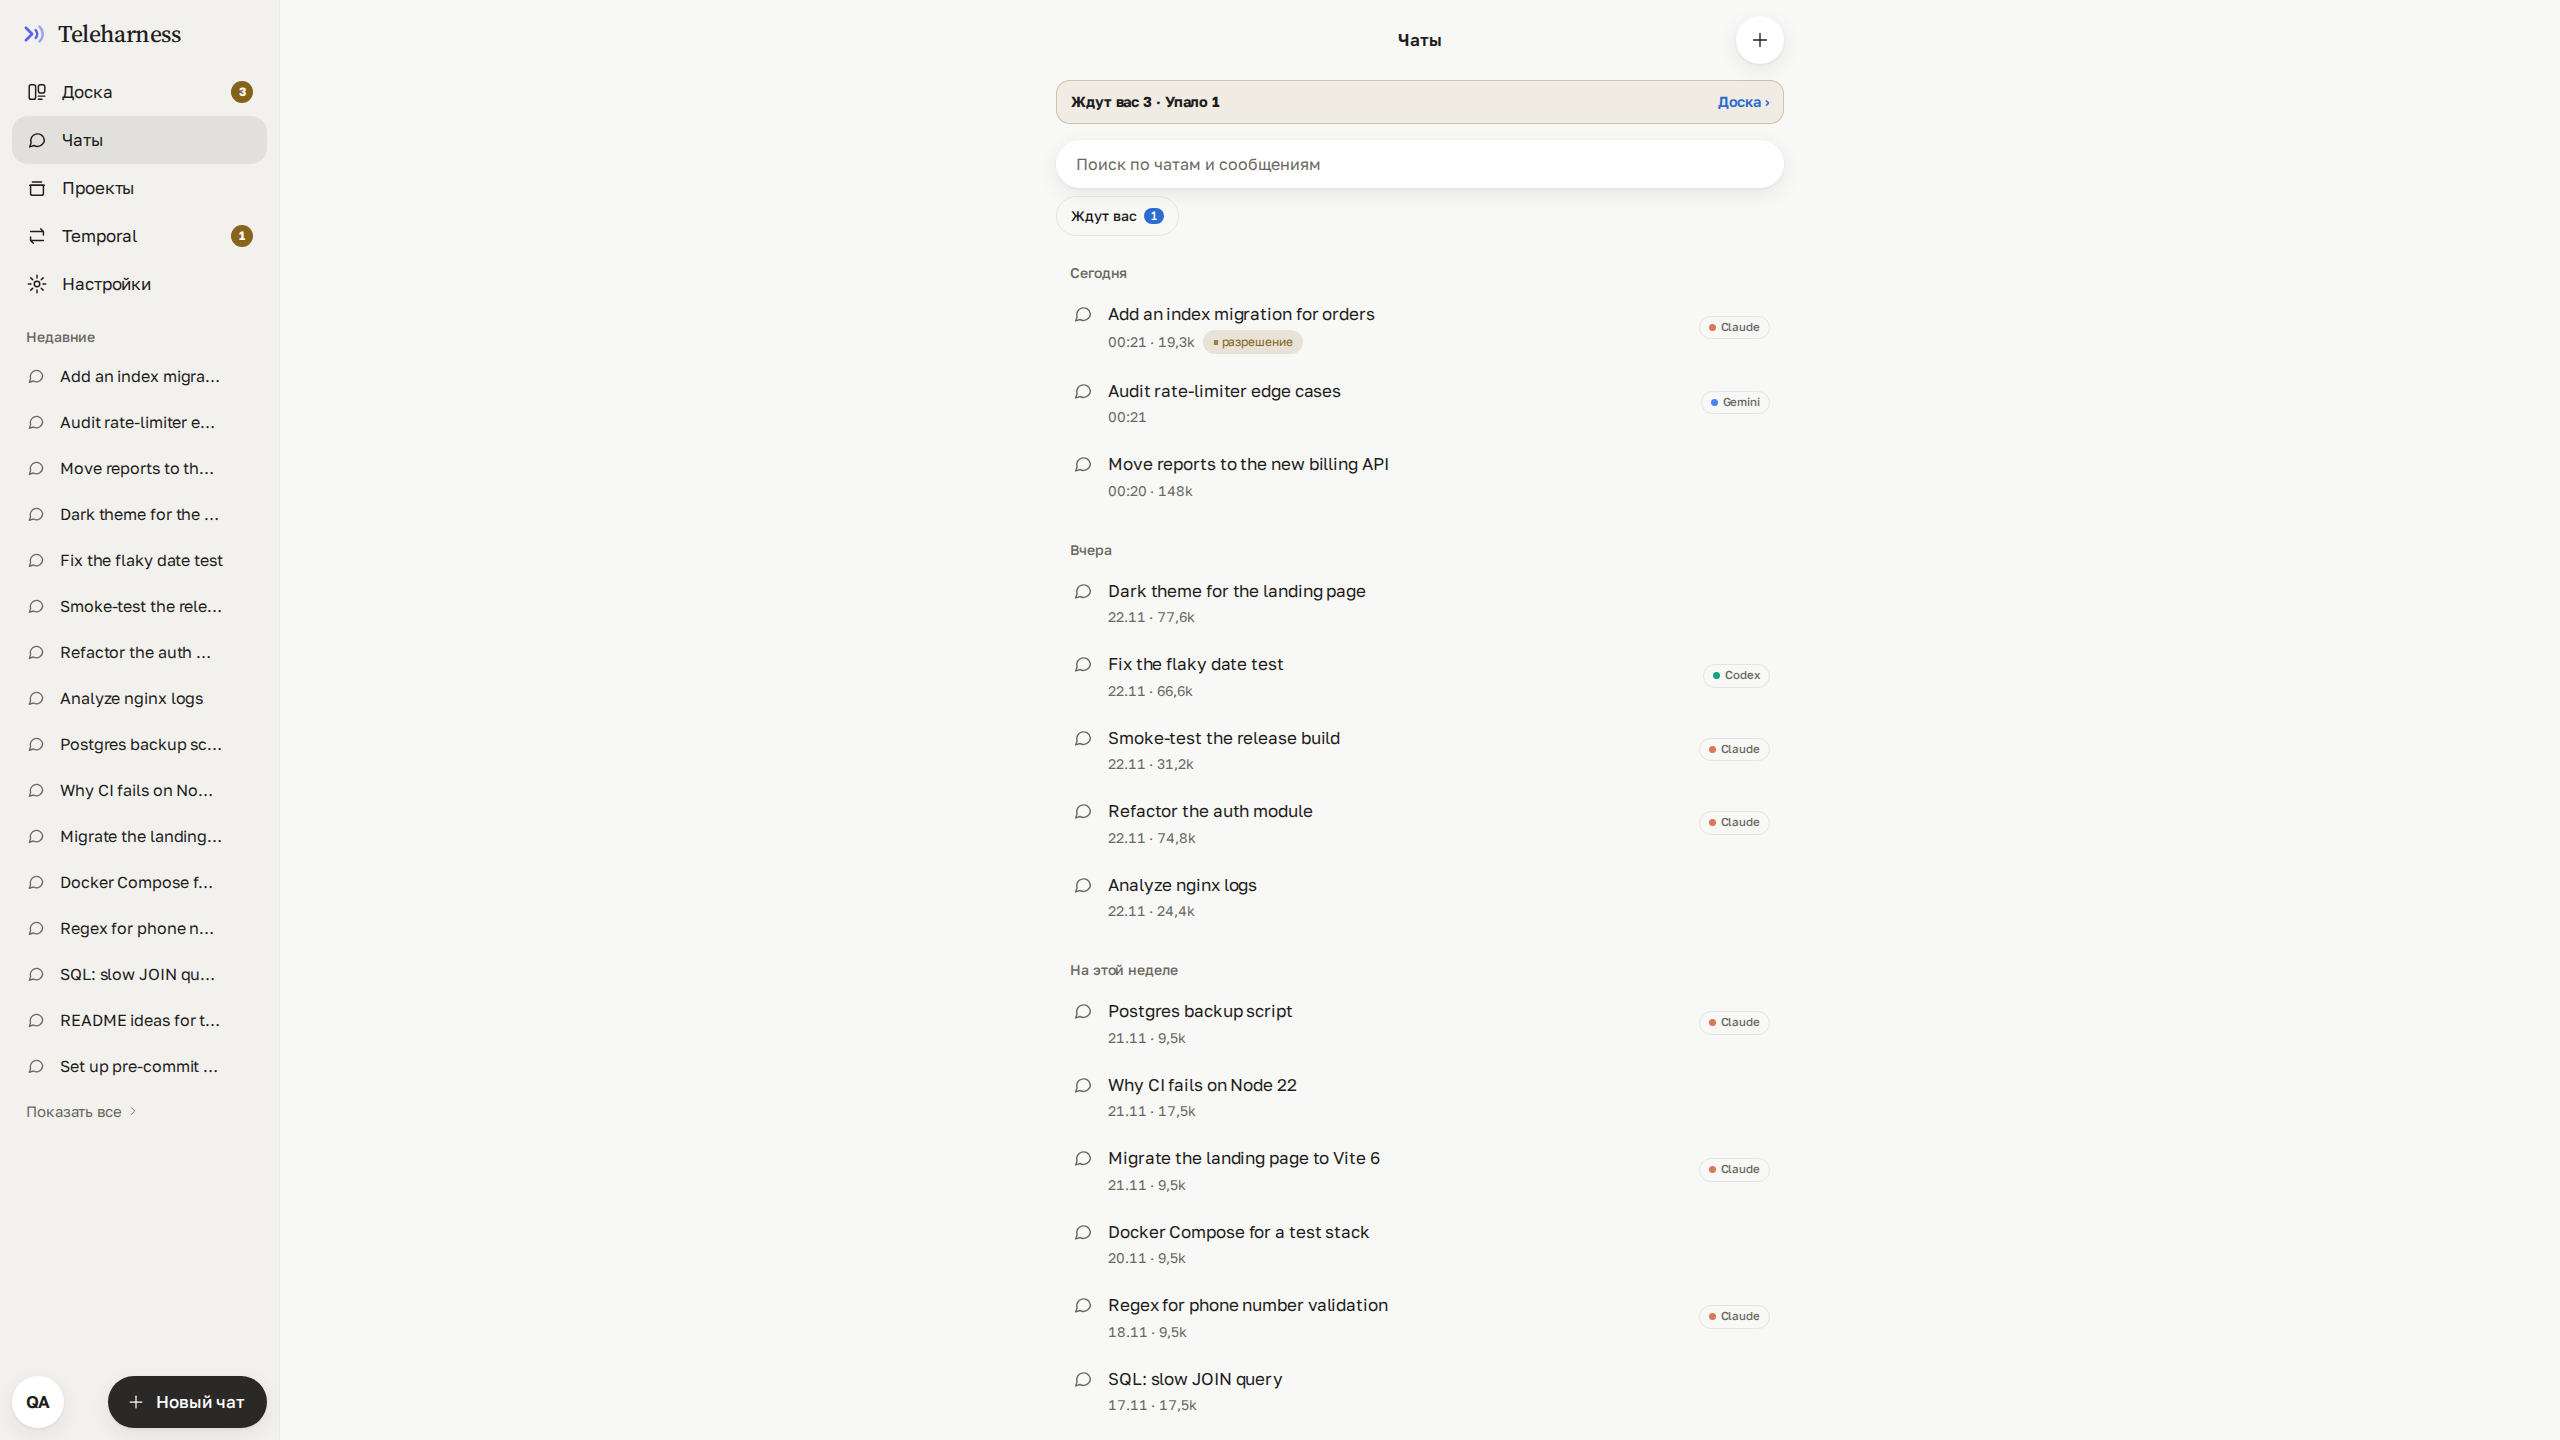 Teleharness
Доска 3
Чаты
Проекты
Temporal 1
Настройки
Недавние
Add an index migra…
Audit rate-limiter e…
Move reports to th…
Dark theme for the …
Fix the flaky date test
Smoke-test the rele…
Refactor the auth …
Analyze nginx logs
Postgres backup sc…
Why CI fails on No…
Migrate the landing…
Docker Compose f…
Regex for phone n…
SQL: slow JOIN qu…
README ideas for t…
Set up pre-commit …
Показать все
QA
Новый чат
Чаты
Ждут вас 3 · Упало 1
Доска ›
Поиск по чатам и сообщениям
Ждут вас 1
Сегодня
Add an index migration for orders
00:21 · 19,3k разрешение
Claude
Audit rate-limiter edge cases
00:21
Gemini
Move reports to the new billing API
00:20 · 148k
Вчера
Dark theme for the landing page
22.11 · 77,6k
Fix the flaky date test
22.11 · 66,6k
Codex
Smoke-test the release build
22.11 · 31,2k
Claude
Refactor the auth module
22.11 · 74,8k
Claude
Analyze nginx logs
22.11 · 24,4k
На этой неделе
Postgres backup script
21.11 · 9,5k
Claude
Why CI fails on Node 22
21.11 · 17,5k
Migrate the landing page to Vite 6
21.11 · 9,5k
Claude
Docker Compose for a test stack
20.11 · 9,5k
Regex for phone number validation
18.11 · 9,5k
Claude
SQL: slow JOIN query
17.11 · 17,5k